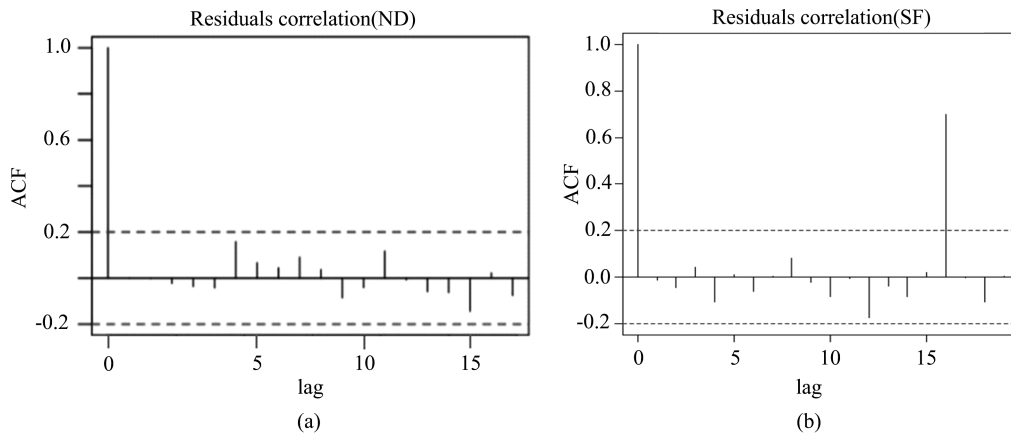 Residuals correlation(ND)
1.0
0.6
0.2
-0.2
ACF
0
5
10
15
lag
(a)
Residuals correlation(SF)
1.0
0.8
0.6
0.4
0.2
0.0
-0.2
ACF
0
5
10
15
lag
(b)